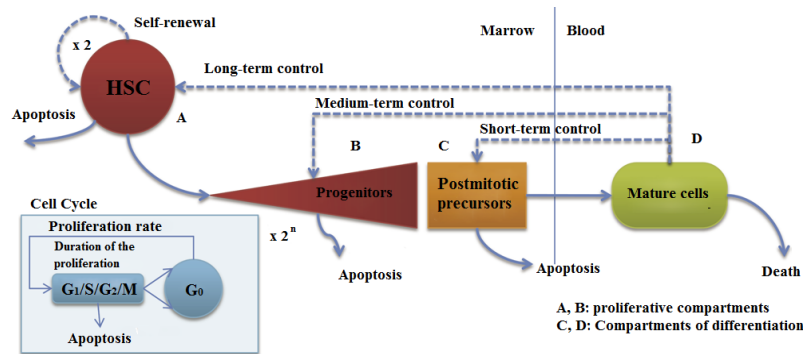 Self-renewal
Marrow
Blood
x 2
HSC
Long-term control
A
Apoptosis
Medium-term control
B
C
Short-term control
D
Progenitors
Postmitotic
precursors
Mature cells
x 2ⁿ
Apoptosis
Apoptosis
Death
Cell Cycle
Proliferation rate
Duration of the
proliferation
G₁/S/G₂/M
G₀
Apoptosis
A, B: proliferative compartments
C, D: Compartments of differentiation